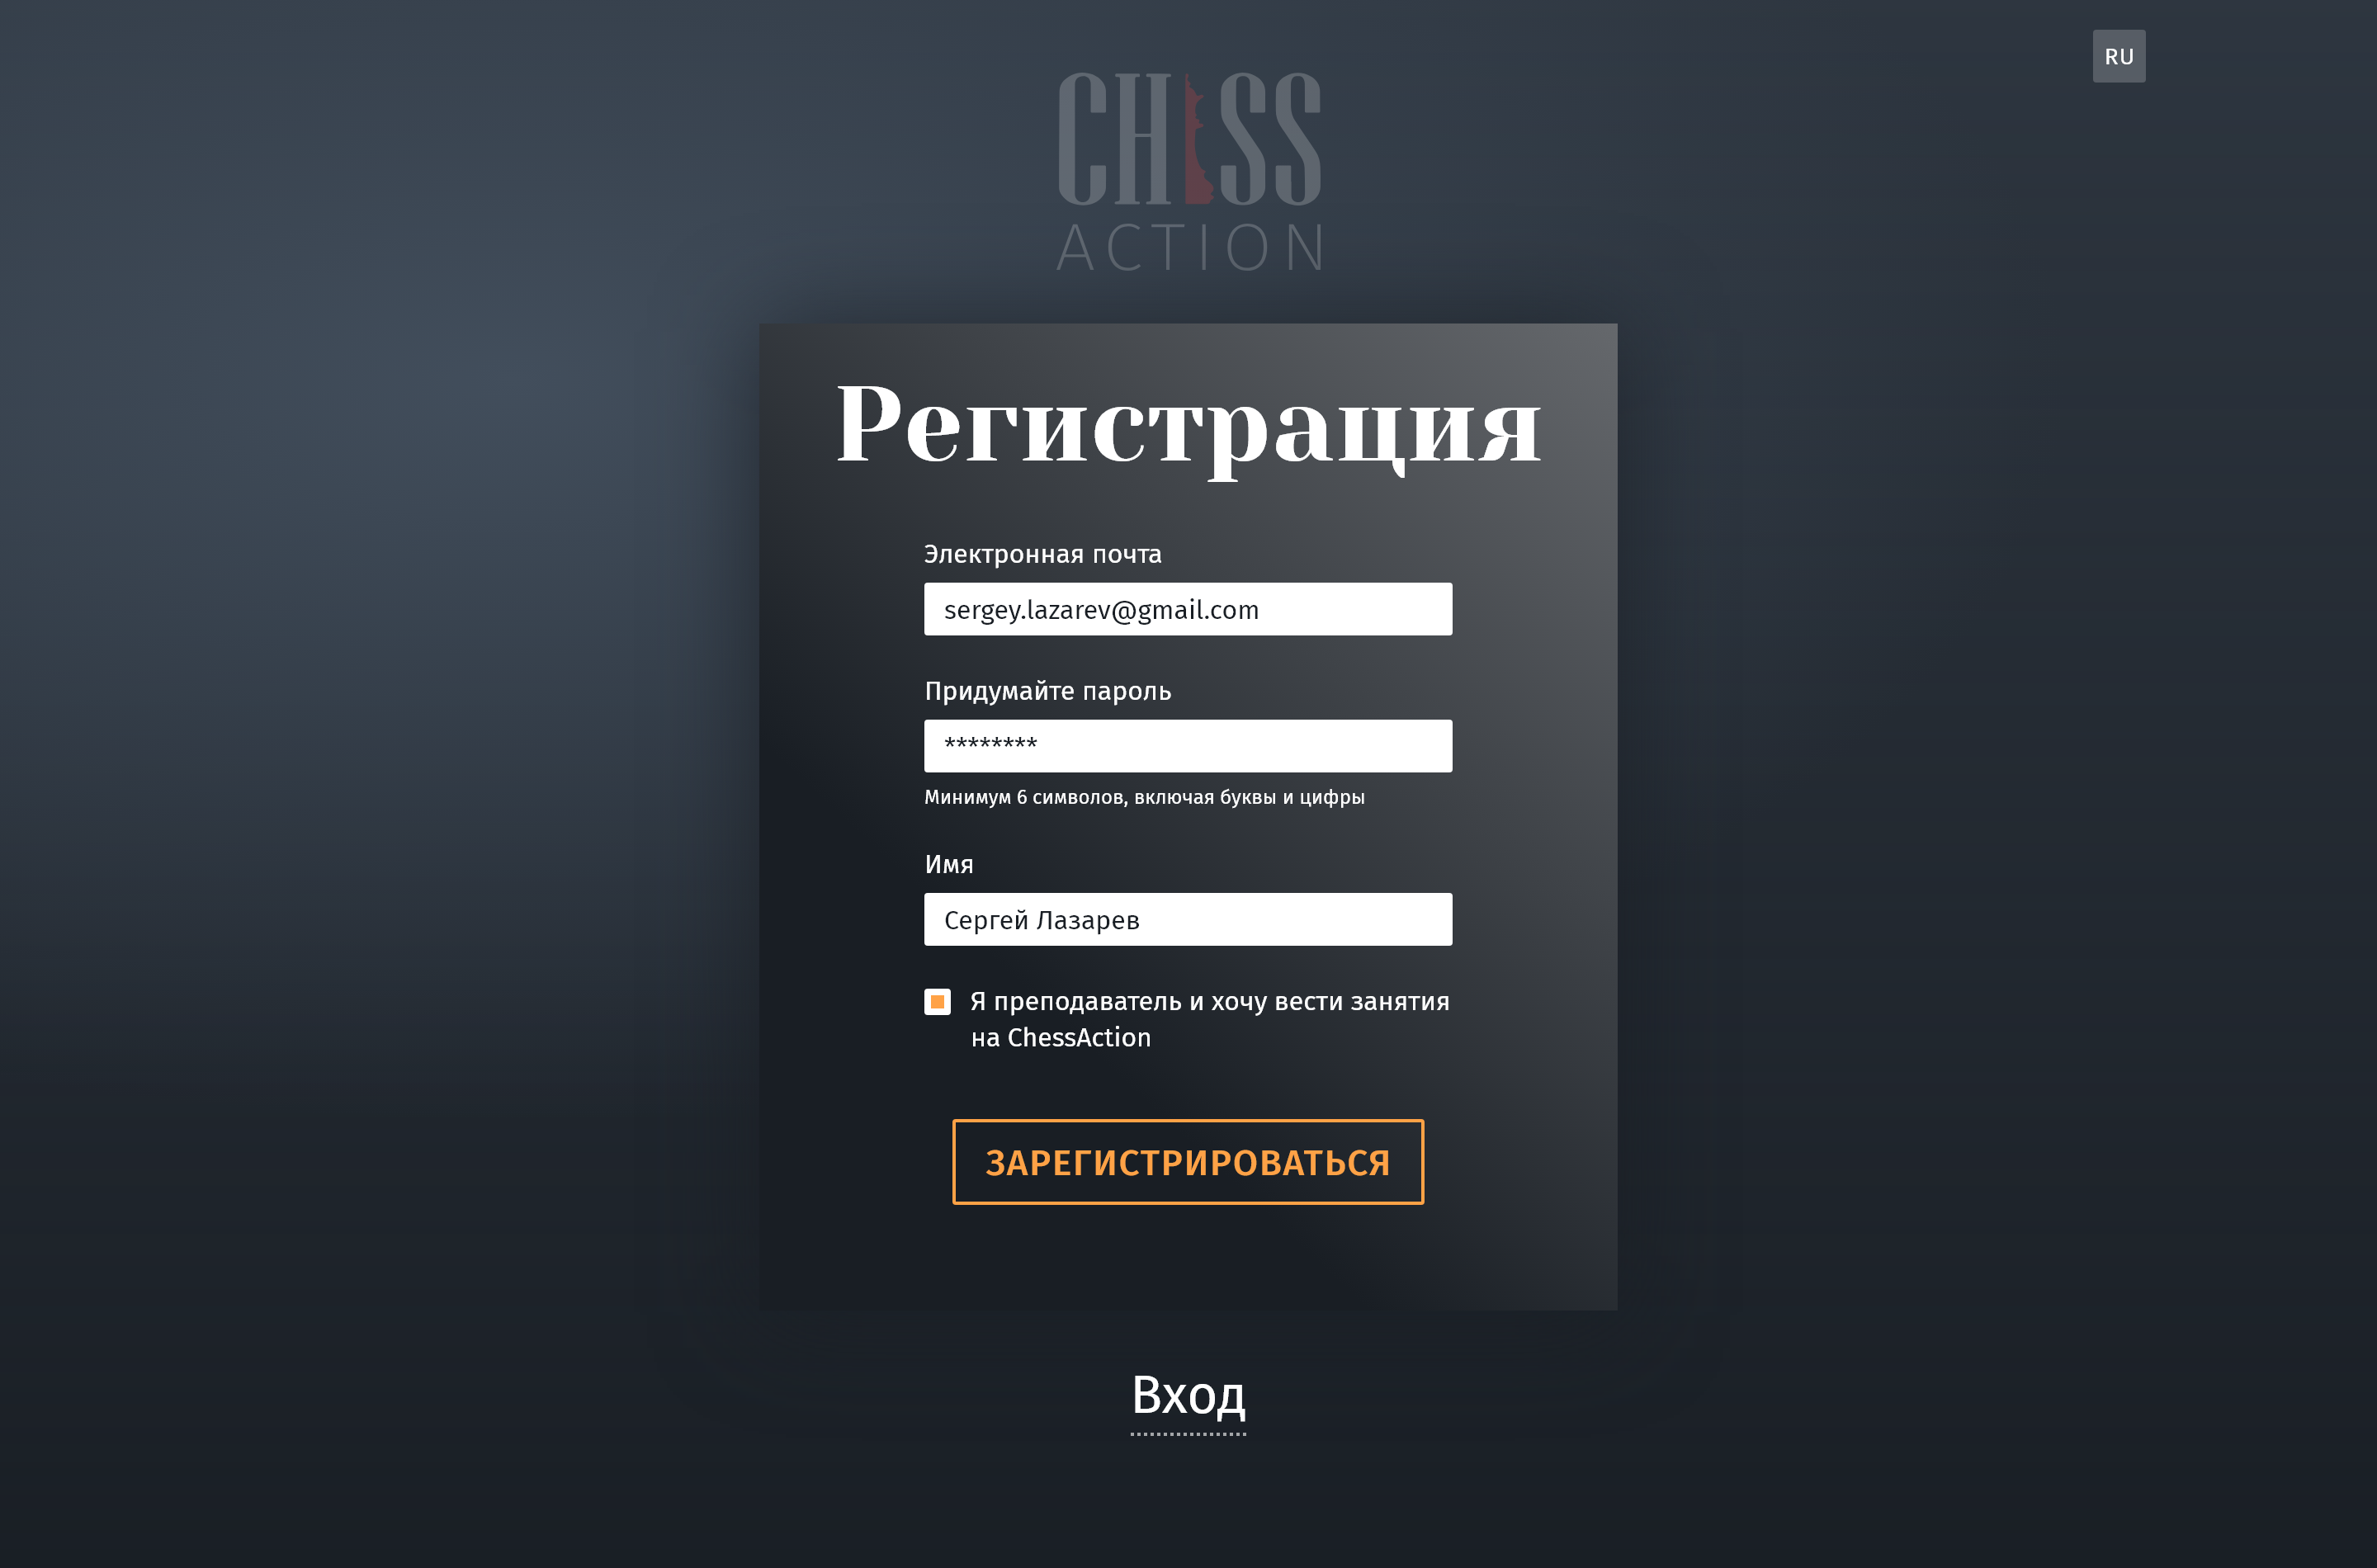 RU
CHESS
ACTION
Регистрация
Электронная почта
sergey.lazarev@gmail.com
Придумайте пароль
********
Минимум 6 символов, включая буквы и цифры
Имя
Сергей Лазарев
Я преподаватель и хочу вести занятия
на ChessAction
ЗАРЕГИСТРИРОВАТЬСЯ
Вход